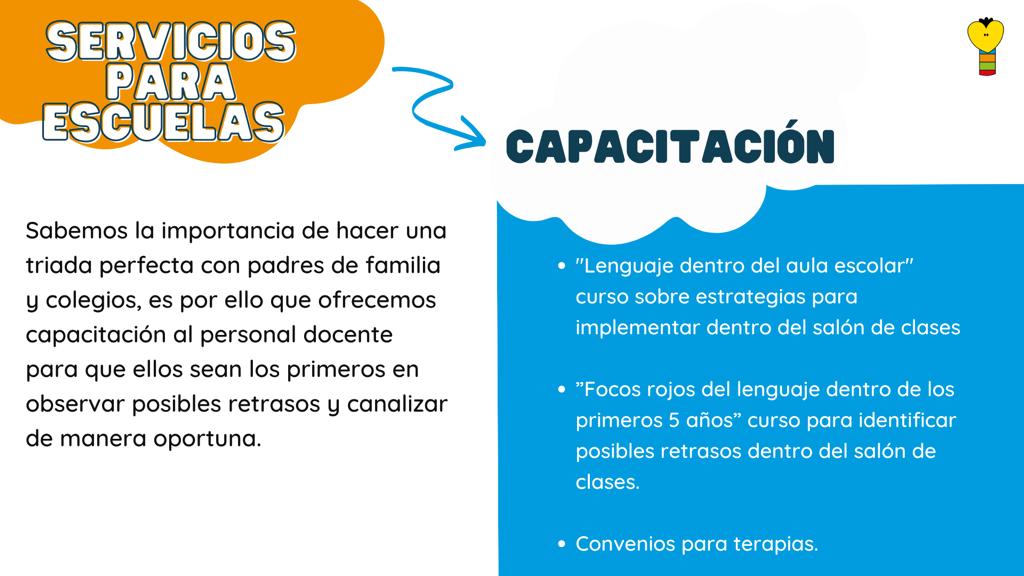 SERVICIOS
PARA
ESCUELAS
CAPACITACIÓN
Sabemos la importancia de hacer una
triada perfecta con padres de familia
y colegios, es por ello que ofrecemos
capacitación al personal docente
para que ellos sean los primeros en
observar posibles retrasos y canalizar
de manera oportuna.
• "Lenguaje dentro del aula escolar"
curso sobre estrategias para
implementar dentro del salón de clases
• ”Focos rojos del lenguaje dentro de los
primeros 5 años” curso para identificar
posibles retrasos dentro del salón de
clases.
• Convenios para terapias.